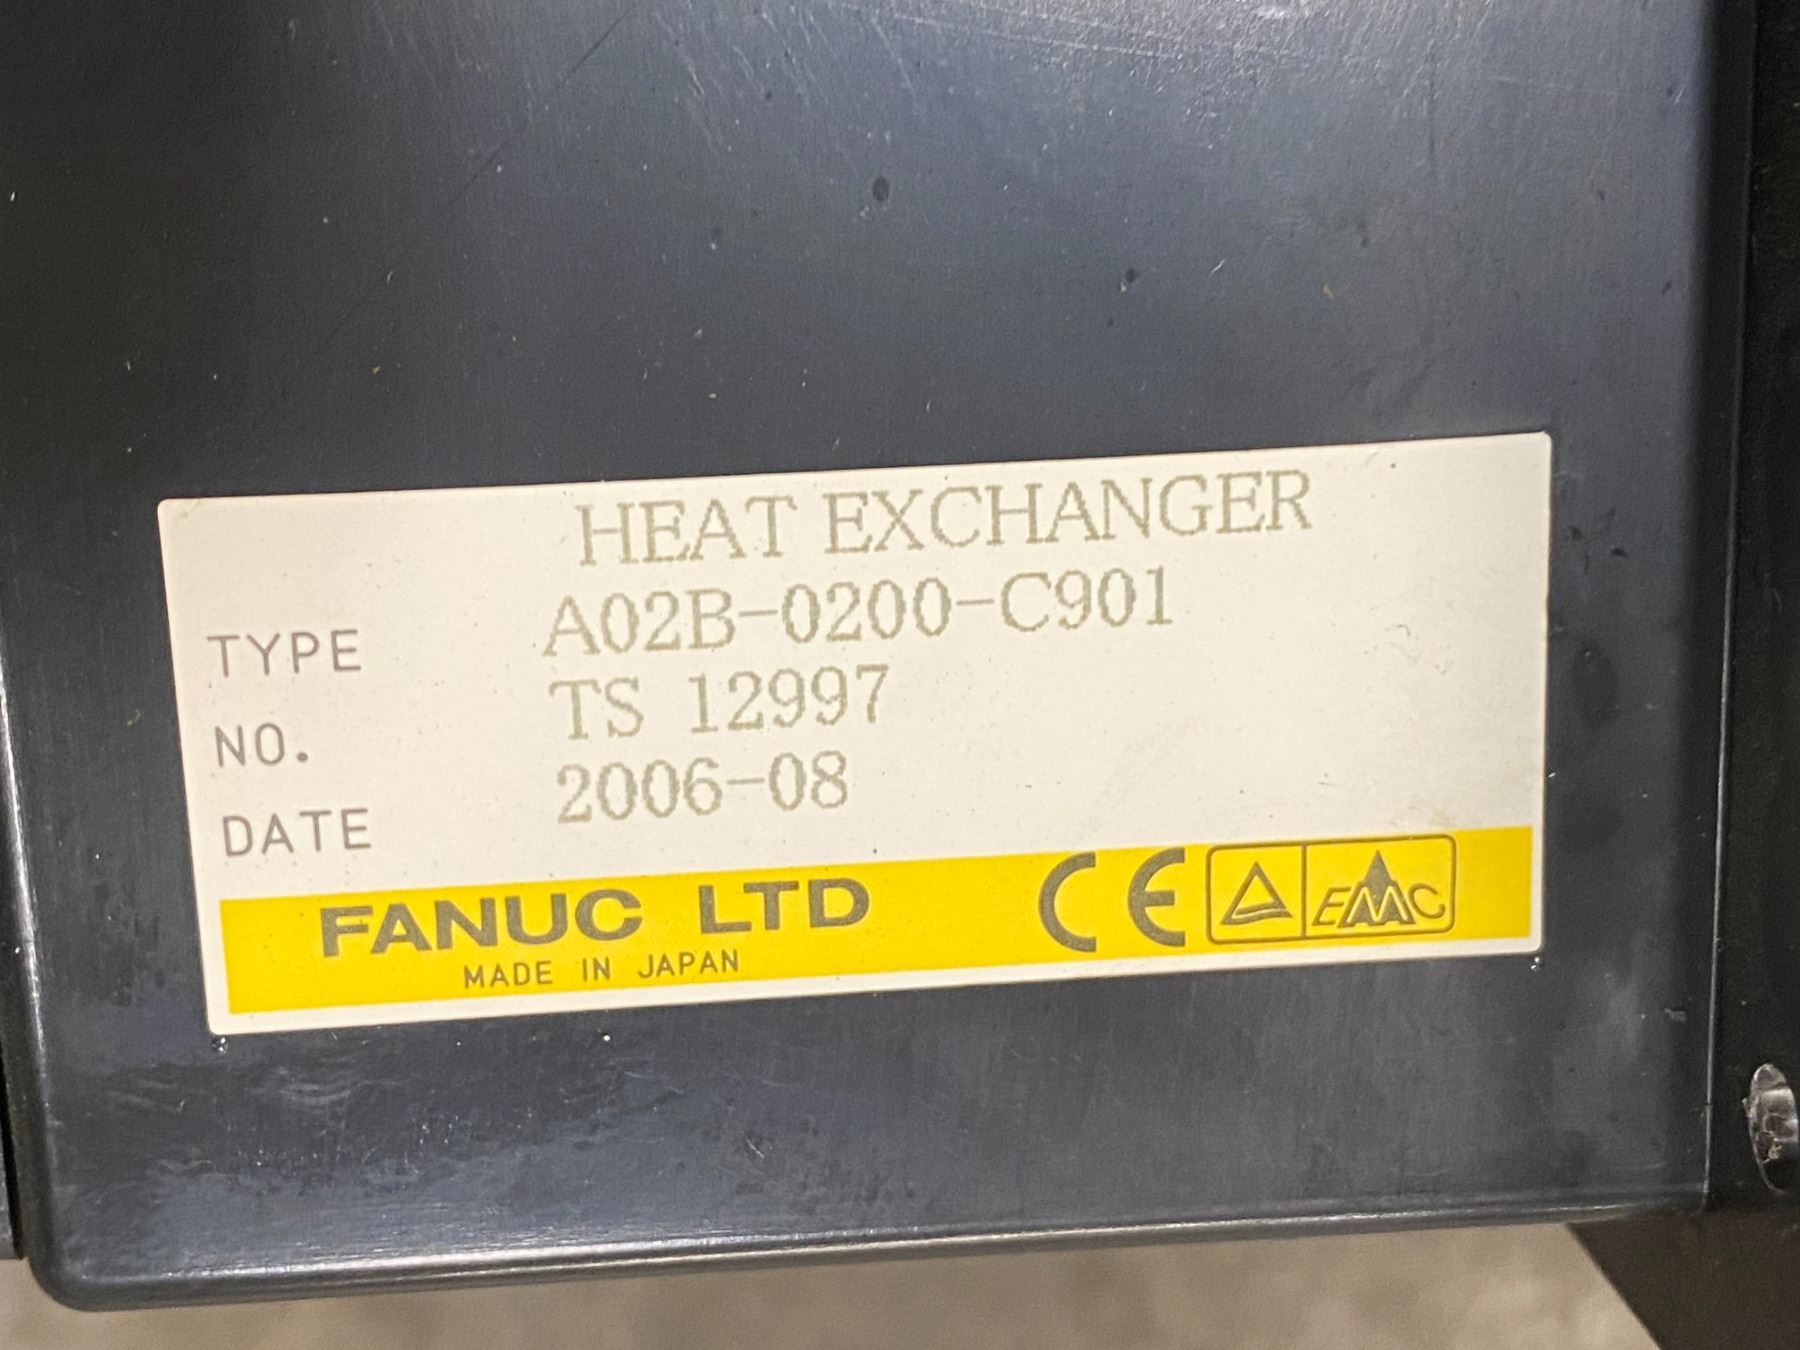 HEAT EXCHANGER
TYPE A02B-0200-C901
NO. TS 12997
DATE 2006-08
FANUC LTD CE EMC
MADE IN JAPAN